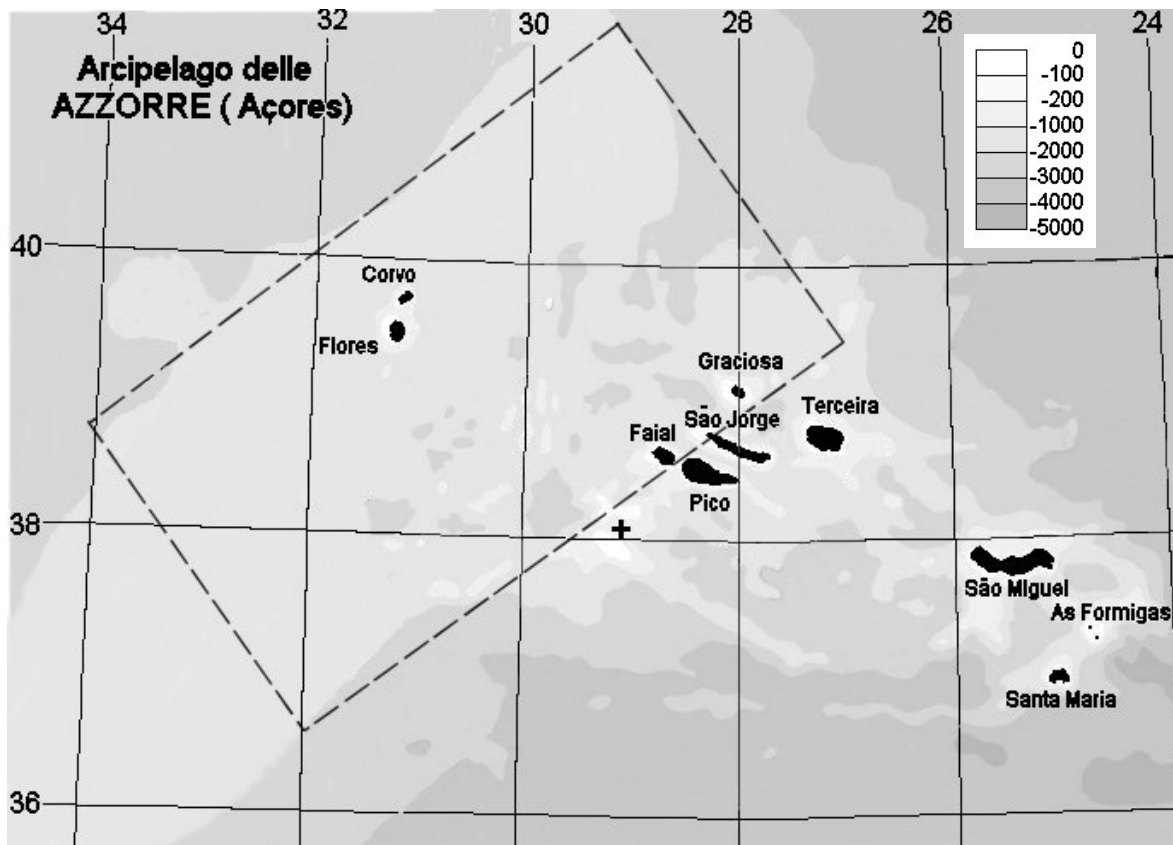 34 32 30 28 26 24
Arcipelago delle
AZZORRE ( Açores)
0
-100
-200
-1000
-2000
-3000
-4000
-5000
40
Corvo
Flores
Graciosa
São Jorge
Terceira
Faial
Pico
38
São Miguel
As Formigas
Santa Maria
36